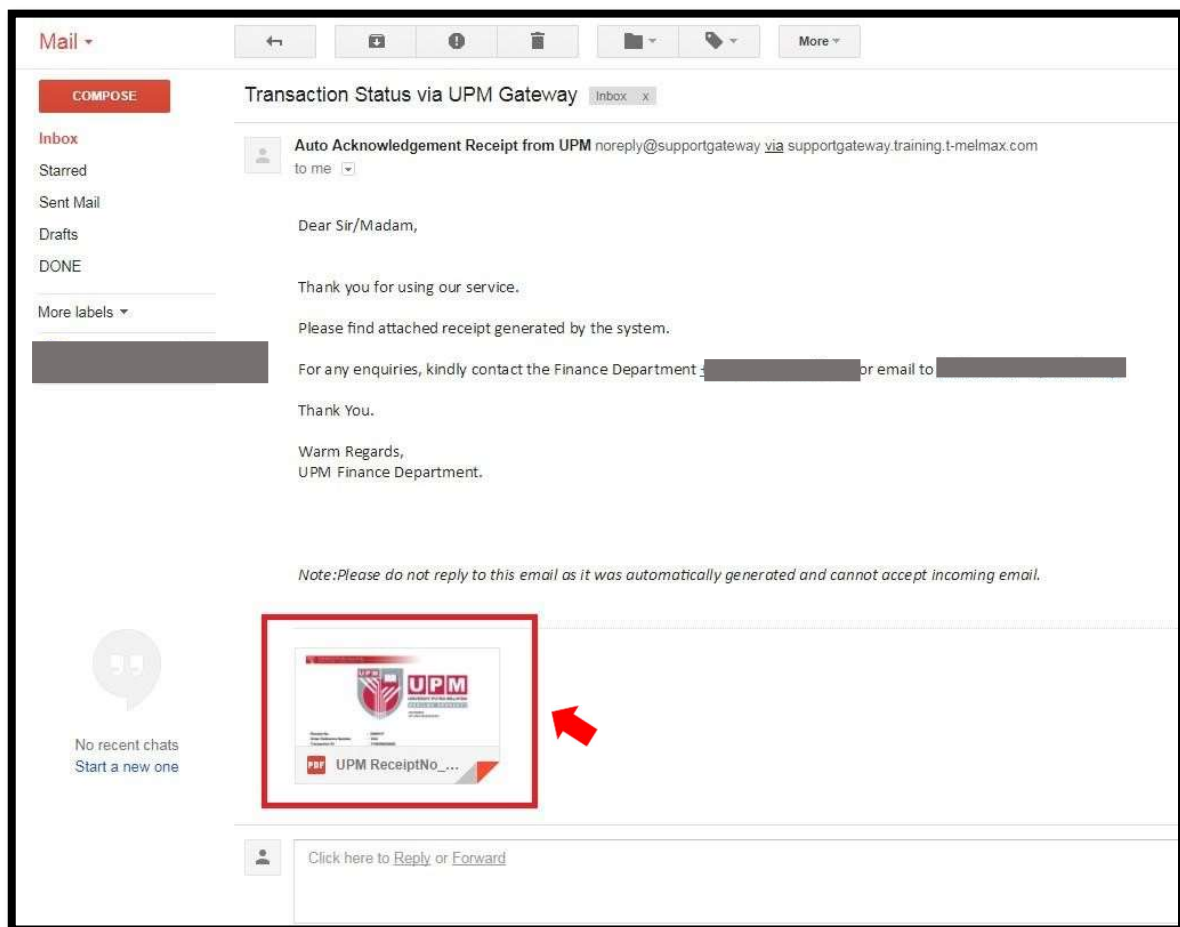 Mail
More
COMPOSE
Transaction Status via UPM Gateway Inbox x
Inbox
Starred
Sent Mail
Drafts
DONE
More labels
Auto Acknowledgement Receipt from UPM noreply@supportgateway via supportgateway.training.t-melmax.com
to me
Dear Sir/Madam,
Thank you for using our service.
Please find attached receipt generated by the system.
For any enquiries, kindly contact the Finance Department or email to
Thank You.
Warm Regards,
UPM Finance Department.
Note:Please do not reply to this email as it was automatically generated and cannot accept incoming email.
UPM
UPM
PDF UPM ReceiptNo_...
No recent chats
Start a new one
Click here to Reply or Forward